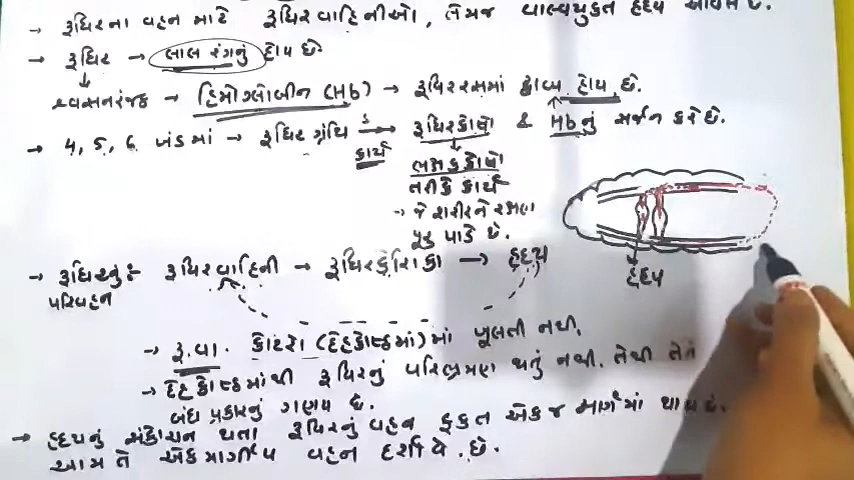 → રૂધિરના વહન માટે રૂધિરવાહિનીઓ, તેમજ વાલ્વયુક્ત હૃદય
→ રૂધિર → લાલ રંગનું હોય છે
↓
શ્વસનરંજક → હિમોગ્લોબીન (Hb) → રૂધિરરસમાં દ્રાવ્ય હોય છે.
→ 4, 5, 6 ખંડમાં → રૂધિર ગ્રંથિ → રૂધિરકોષો & Hb નું સર્જન કરે છે.
કાર્ય
↓
ભક્ષકકોષો
તરીકે કાર્ય
→ જે શરીરને રક્ષણ
પૂરુ પાડે છે.
હૃદય
→ રૂધિરનું રૂધિરવાહિની → રૂધિરકેશિકા → હૃદય
પરિવહન
→ રૂ.વા. કોટરો (દેહકોષ્ઠમાં) માં ખૂલતી નથી.
→ દેહકોષ્ઠમાંથી રૂધિરનું પરિભ્રમણ થતું નથી. તેથી
બંધ પ્રકારનું ગણાય છે.
→ હૃદયનું સંકોચન થતા રૂધિરનું વહન ફકત એક જ માર્ગમાં થાય છે.
આમ તે એકમાર્ગીય વહન દર્શાવે છે.